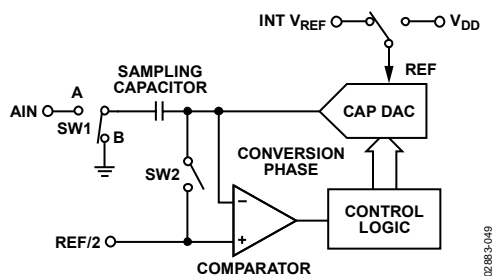 INT VREF
VDD
REF
SAMPLING
CAPACITOR
CAP DAC
A
AIN
SW1
B
CONVERSION
PHASE
SW2
CONTROL
LOGIC
REF/2
COMPARATOR
−
+
02883-049